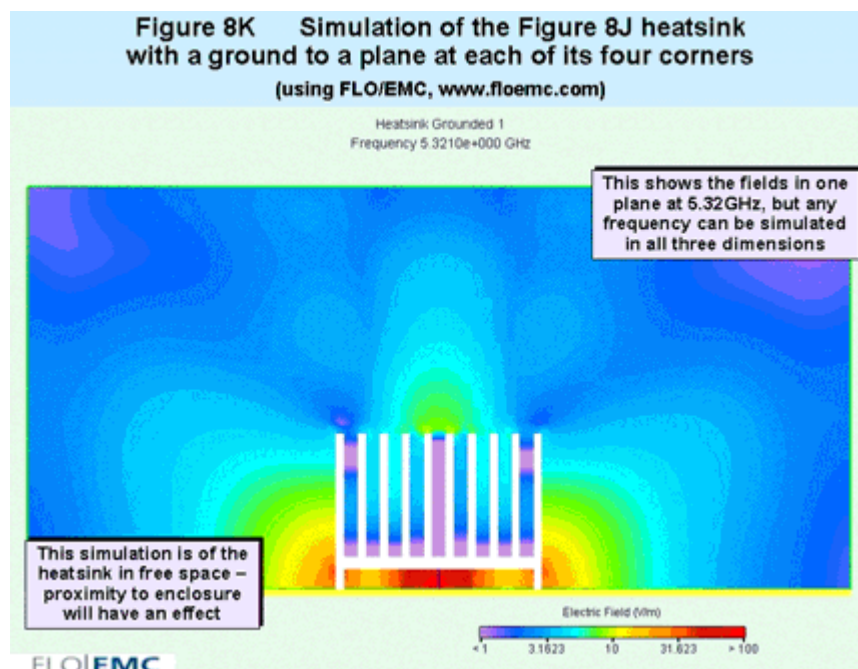 Figure 8K Simulation of the Figure 8J heatsink
with a ground to a plane at each of its four corners
(using FLO/EMC, www.floemc.com)
Heatsink Grounded 1
Frequency 5.3210e+000 GHz
This shows the fields in one
plane at 5.32GHz, but any
frequency can be simulated
in all three dimensions
This simulation is of the
heatsink in free space –
proximity to enclosure
will have an effect
Electric Field (V/m)
< 1 3.1623 10 31.623 > 100
FLO|EMC